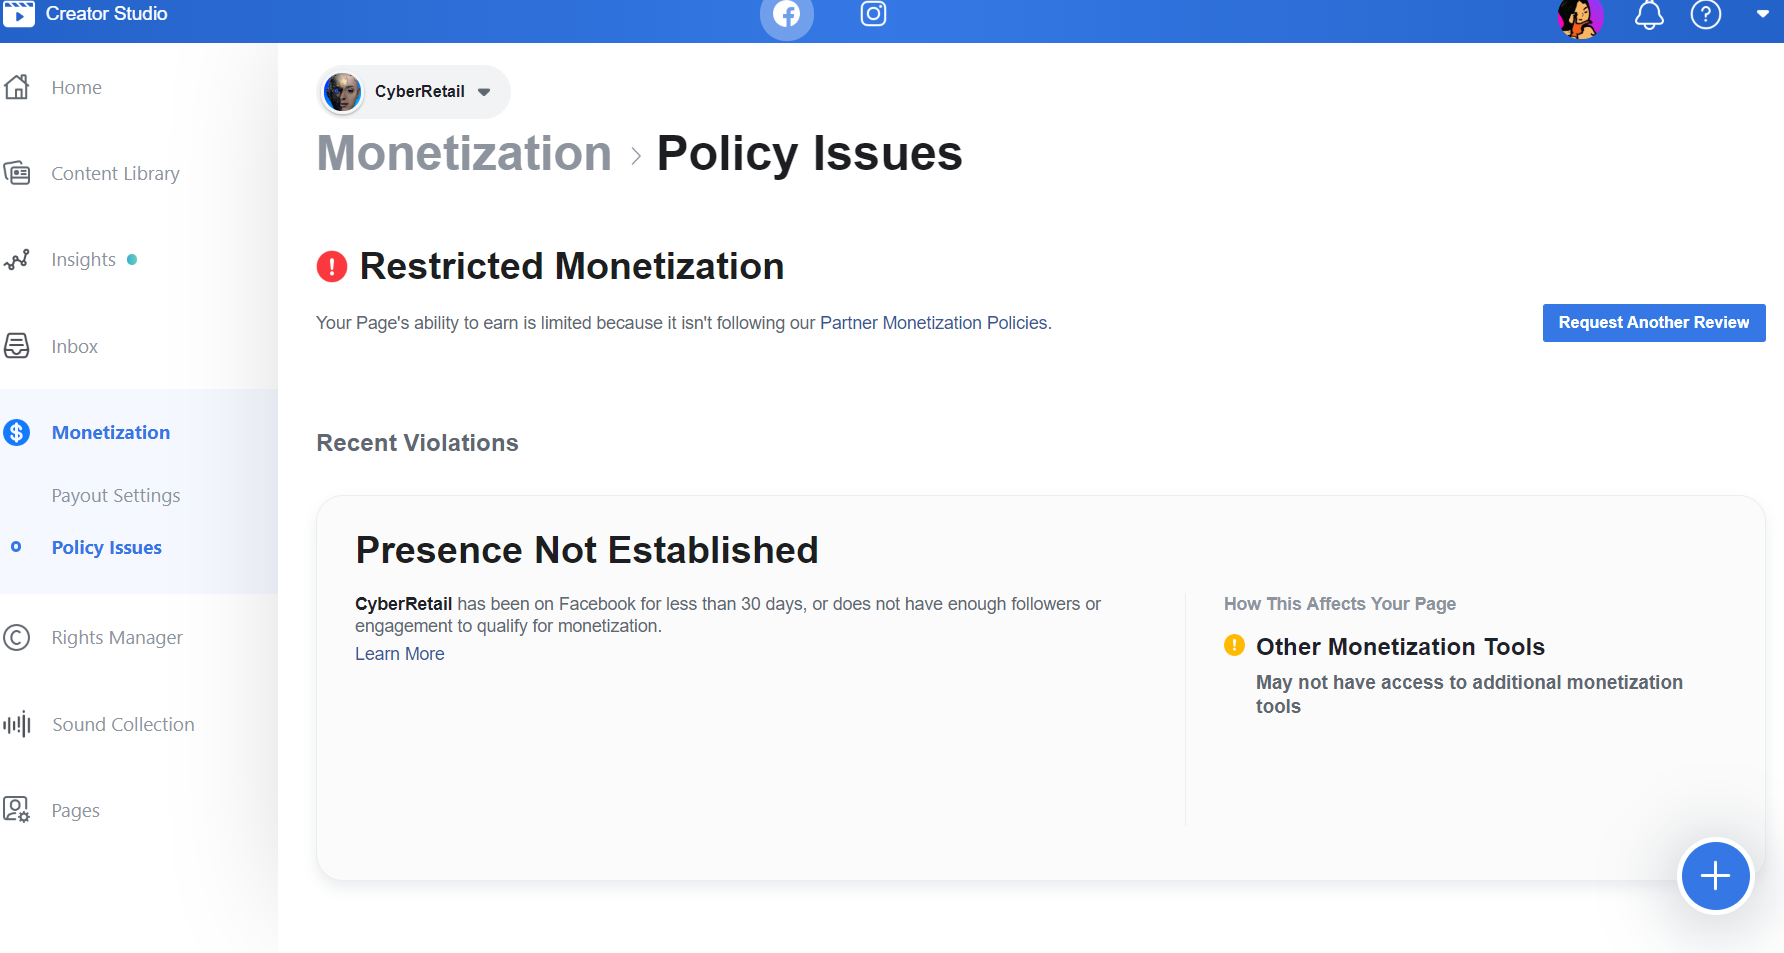 Creator Studio
Home
Content Library
Insights
Inbox
Monetization
Payout Settings
Policy Issues
Rights Manager
Sound Collection
Pages
CyberRetail
Monetization > Policy Issues
Restricted Monetization
Your Page's ability to earn is limited because it isn't following our Partner Monetization Policies.
Request Another Review
Recent Violations
Presence Not Established
CyberRetail has been on Facebook for less than 30 days, or does not have enough followers or
engagement to qualify for monetization.
Learn More
How This Affects Your Page
Other Monetization Tools
May not have access to additional monetization
tools